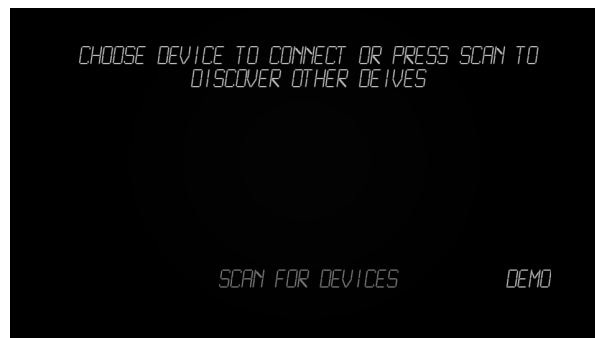 CHOOSE DEVICE TO CONNECT OR PRESS SCAN TO
DISCOVER OTHER DEIVES
SCAN FOR DEVICES
DEMO